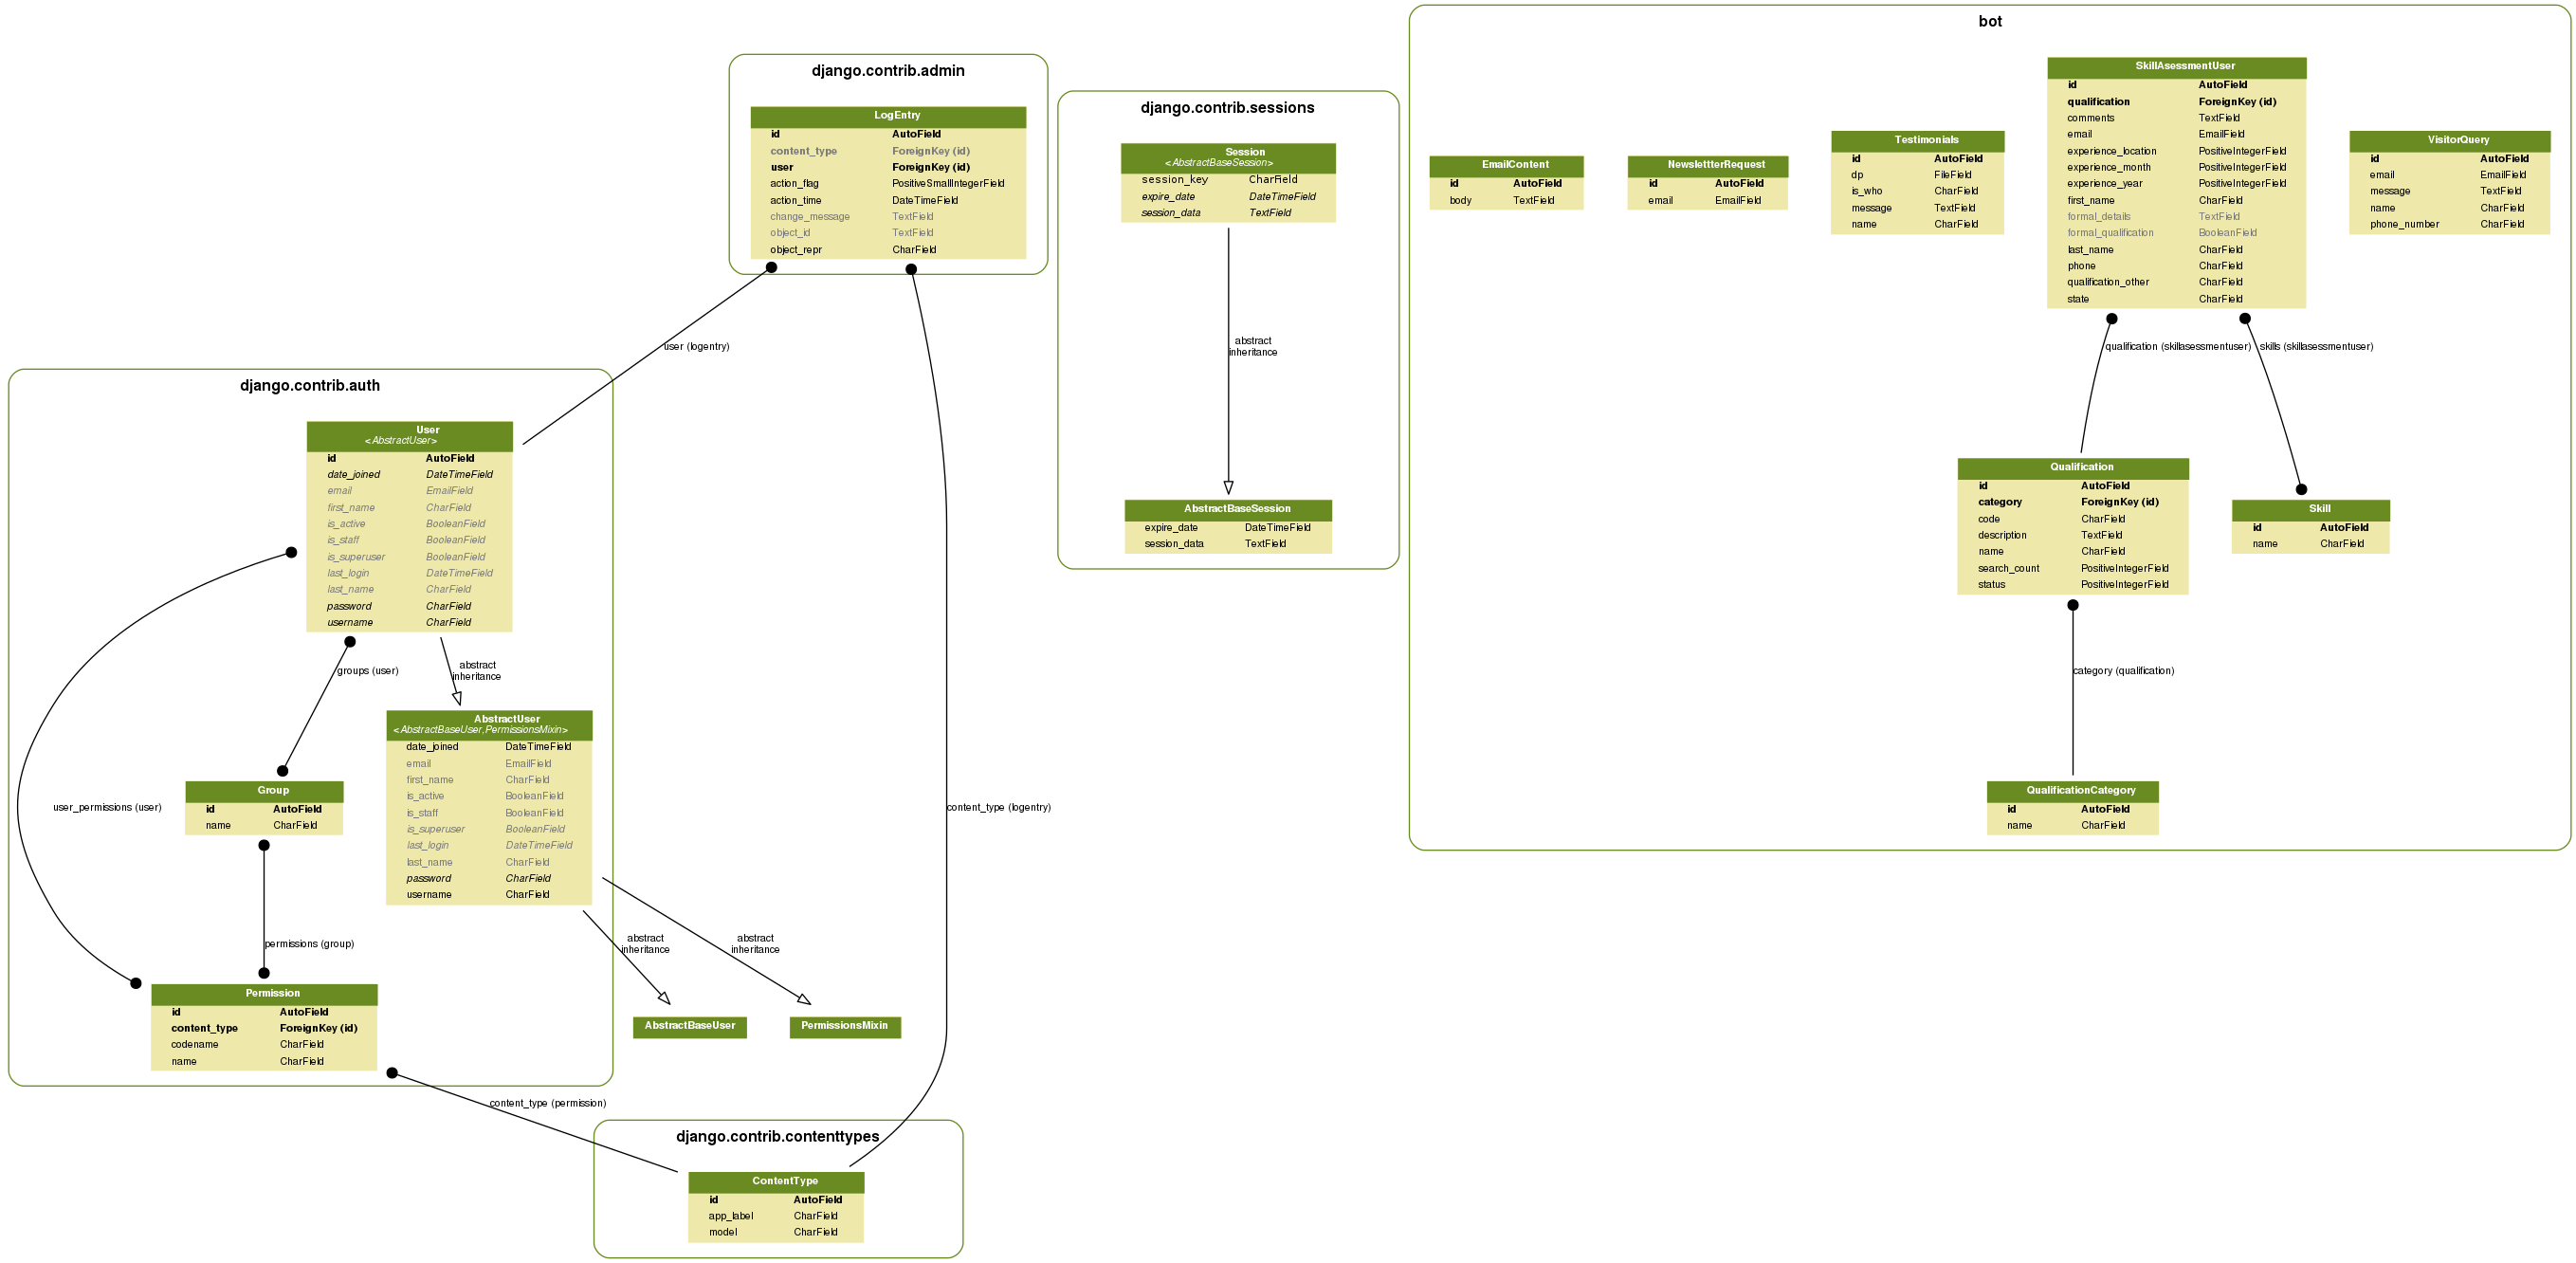 django.contrib.admin
LogEntry
id AutoField
content_type ForeignKey (id)
user ForeignKey (id)
action_flag PositiveSmallIntegerField
action_time DateTimeField
change_message TextField
object_id TextField
object_repr CharField
user (logentry)
content_type (logentry)
django.contrib.auth
User
<AbstractUser>
id AutoField
date_joined DateTimeField
email EmailField
first_name CharField
is_active BooleanField
is_staff BooleanField
is_superuser BooleanField
last_login DateTimeField
last_name CharField
password CharField
username CharField
groups (user)
abstract
inheritance
user_permissions (user)
AbstractUser
<AbstractBaseUser,PermissionsMixin>
date_joined DateTimeField
email EmailField
first_name CharField
is_active BooleanField
is_staff BooleanField
is_superuser BooleanField
last_login DateTimeField
last_name CharField
password CharField
username CharField
Group
id AutoField
name CharField
permissions (group)
abstract
inheritance
abstract
inheritance
Permission
id AutoField
content_type ForeignKey (id)
codename CharField
name CharField
AbstractBaseUser
PermissionsMixin
content_type (permission)
django.contrib.contenttypes
ContentType
id AutoField
app_label CharField
model CharField
django.contrib.sessions
Session
<AbstractBaseSession>
session_key CharField
expire_date DateTimeField
session_data TextField
abstract
inheritance
AbstractBaseSession
expire_date DateTimeField
session_data TextField
bot
EmailContent
id AutoField
body TextField
NewslettterRequest
id AutoField
email EmailField
Testimonials
id AutoField
dp FileField
is_who CharField
message TextField
name CharField
SkillAsessmentUser
id AutoField
qualification ForeignKey (id)
comments TextField
email EmailField
experience_location PositiveIntegerField
experience_month PositiveIntegerField
experience_year PositiveIntegerField
first_name CharField
formal_details TextField
formal_qualification BooleanField
last_name CharField
phone CharField
qualification_other CharField
state CharField
VisitorQuery
id AutoField
email EmailField
message TextField
name CharField
phone_number CharField
qualification (skillasessmentuser)
skills (skillasessmentuser)
Qualification
id AutoField
category ForeignKey (id)
code CharField
description TextField
name CharField
search_count PositiveIntegerField
status PositiveIntegerField
Skill
id AutoField
name CharField
category (qualification)
QualificationCategory
id AutoField
name CharField